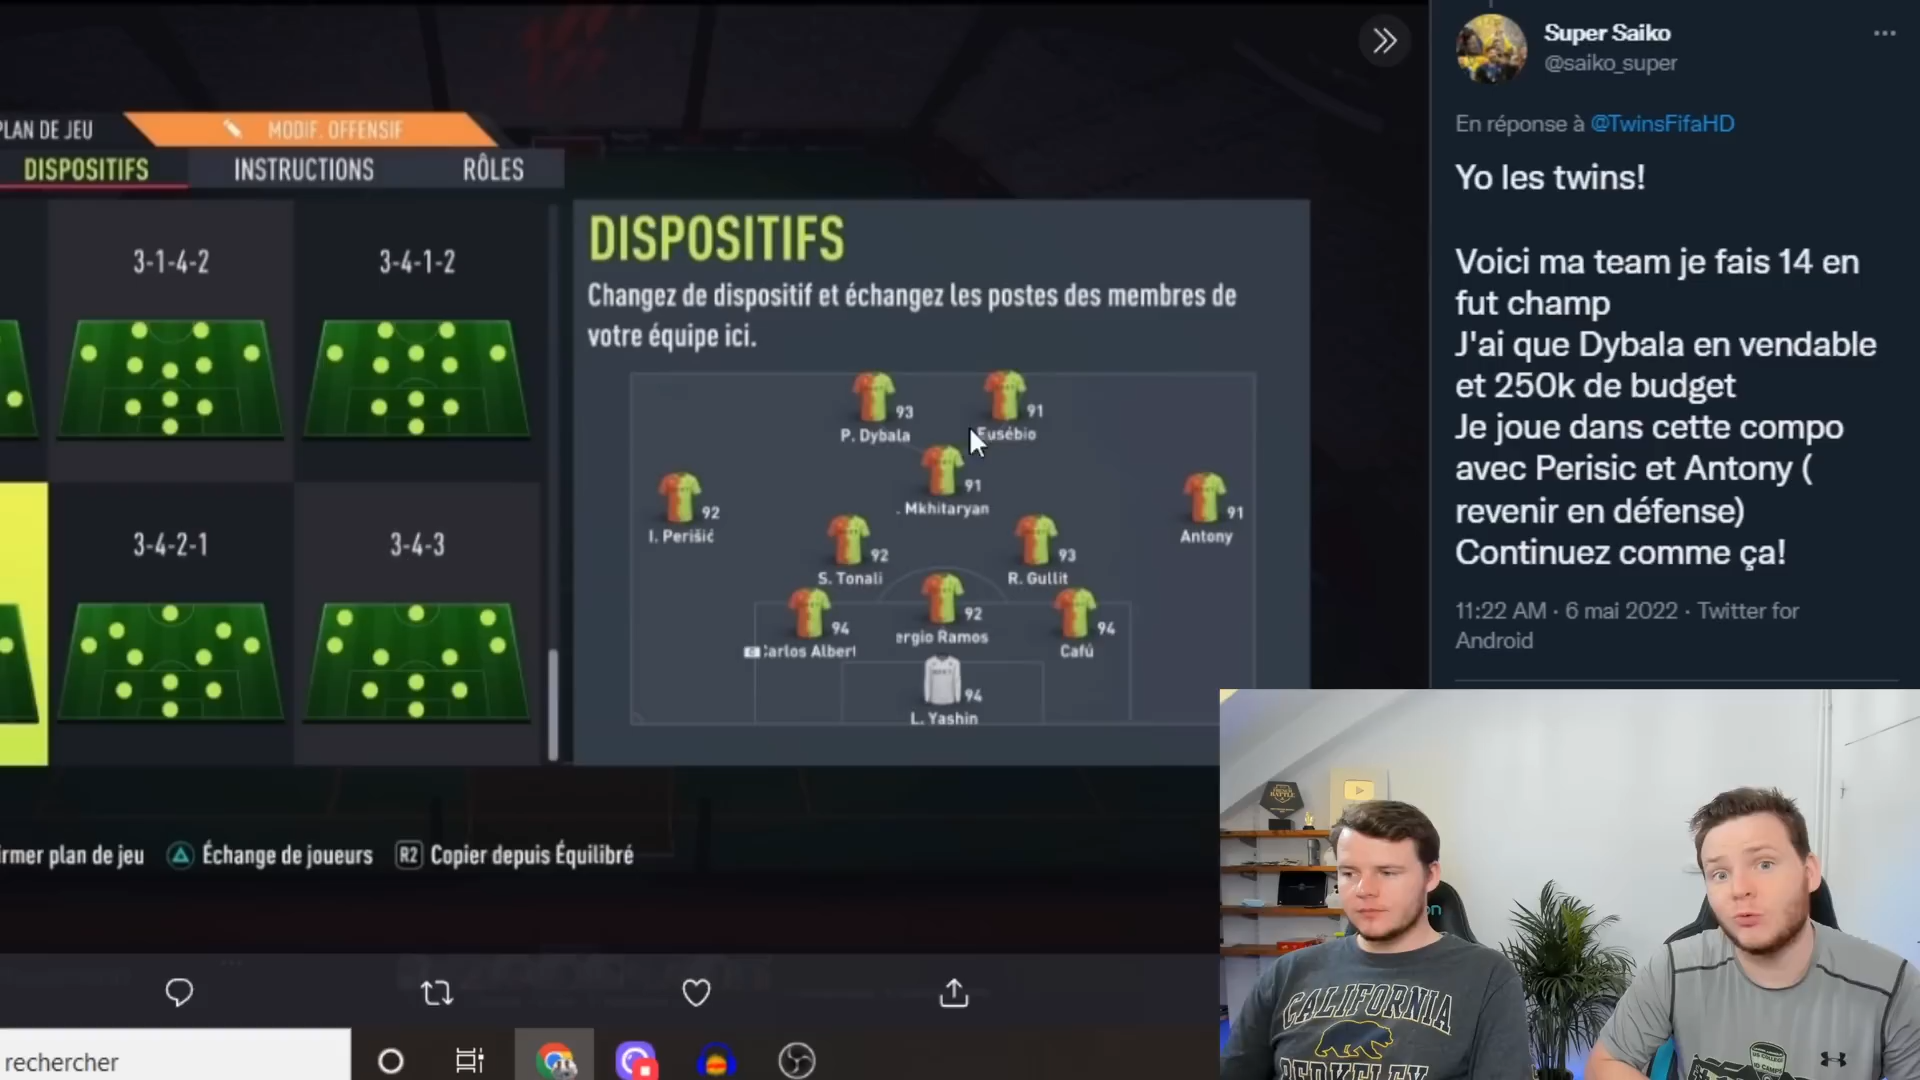 PLAN DE JEU
MODIF. OFFENSIF
DISPOSITIFS
INSTRUCTIONS
RÔLES
3-1-4-2
3-4-1-2
3-4-2-1
3-4-3
DISPOSITIFS
Changez de dispositif et échangez les postes des membres de
votre équipe ici.
93
P. Dybala
91
Eusébio
91
. Mkhitaryan
92
I. Perišić
91
Antony
92
S. Tonali
93
R. Gullit
94
Carlos Albert
92
ergio Ramos
94
Cafú
94
L. Yashin
irmer plan de jeu
Échange de joueurs
R2 Copier depuis Équilibré
Super Saiko
@saiko_super
En réponse à @TwinsFifaHD
Yo les twins!
Voici ma team je fais 14 en
fut champ
J'ai que Dybala en vendable
et 250k de budget
Je joue dans cette compo
avec Perisic et Antony (
revenir en défense)
Continuez comme ça!
11:22 AM · 6 mai 2022 · Twitter for
Android
rechercher
CALIFORNIA
BERKELEY